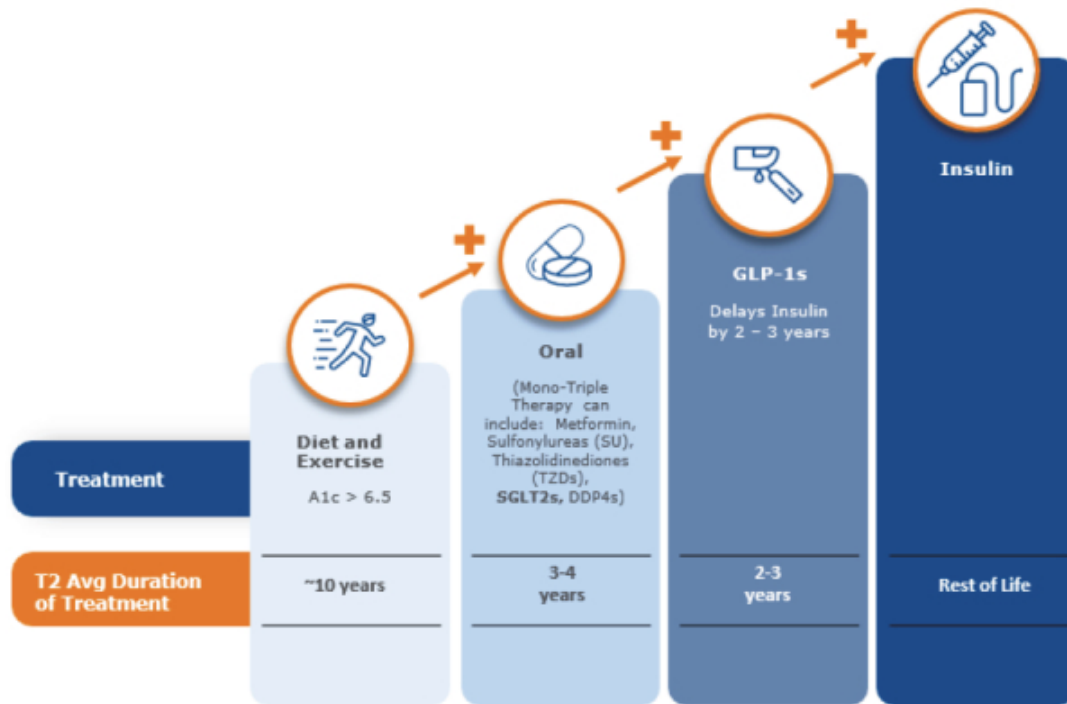 Insulin
GLP-1s
Delays Insulin
by 2 – 3 years
Oral
(Mono-Triple
Therapy can
include: Metformin,
Sulfonylureas (SU),
Thiazolidinediones
(TZDs),
SGLT2s, DDP4s)
Diet and
Exercise
A1c > 6.5
Treatment
T2 Avg Duration
of Treatment
~10 years
3-4
years
2-3
years
Rest of Life